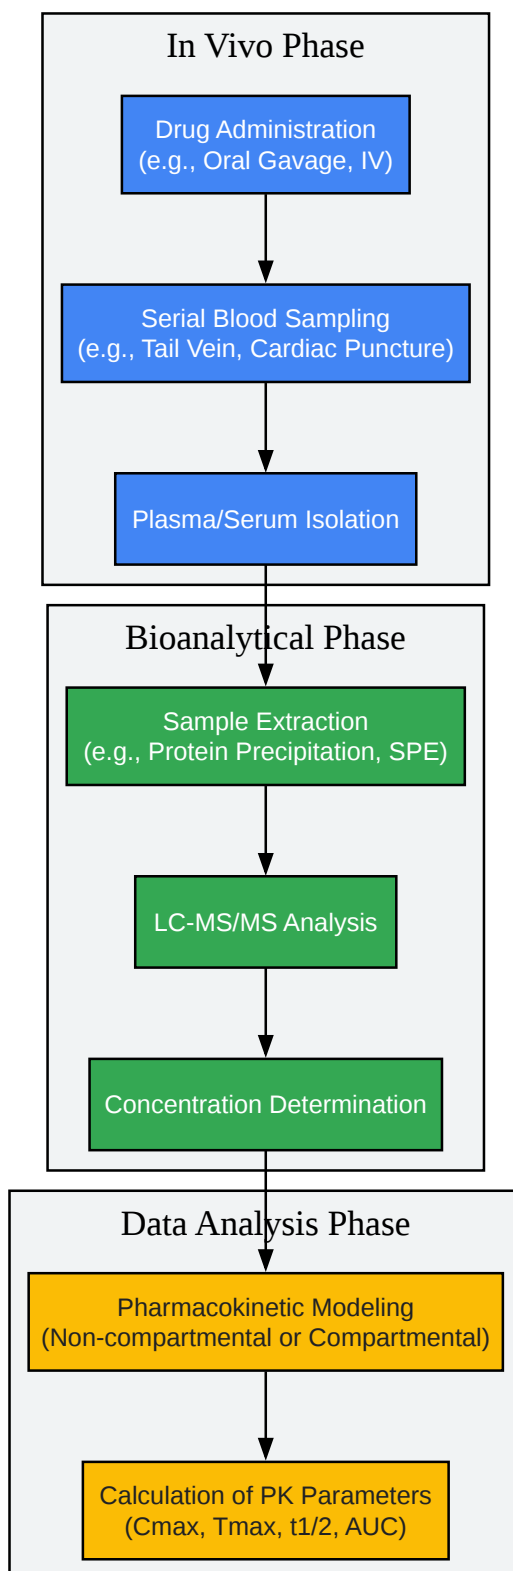 In Vivo Phase
Drug Administration
(e.g., Oral Gavage, IV)
Serial Blood Sampling
(e.g., Tail Vein, Cardiac Puncture)
Plasma/Serum Isolation
Bioanalytical Phase
Sample Extraction
(e.g., Protein Precipitation, SPE)
LC-MS/MS Analysis
Concentration Determination
Data Analysis Phase
Pharmacokinetic Modeling
(Non-compartmental or Compartmental)
Calculation of PK Parameters
(Cmax, Tmax, t1/2, AUC)